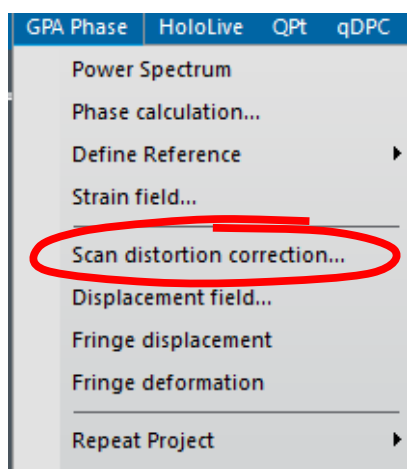 GPA Phase HoloLive QPt qDPC
Power Spectrum
Phase calculation...
Define Reference
Strain field...
Scan distortion correction...
Displacement field...
Fringe displacement
Fringe deformation
Repeat Project